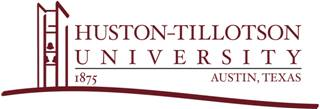 HUSTON-TILLOTSON
UNIVERSITY
1875 AUSTIN, TEXAS